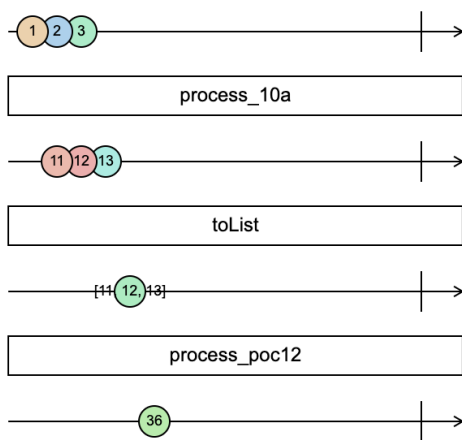 1 2 3
process_10a
11 12 13
toList
[11, 12, 13]
process_poc12
36